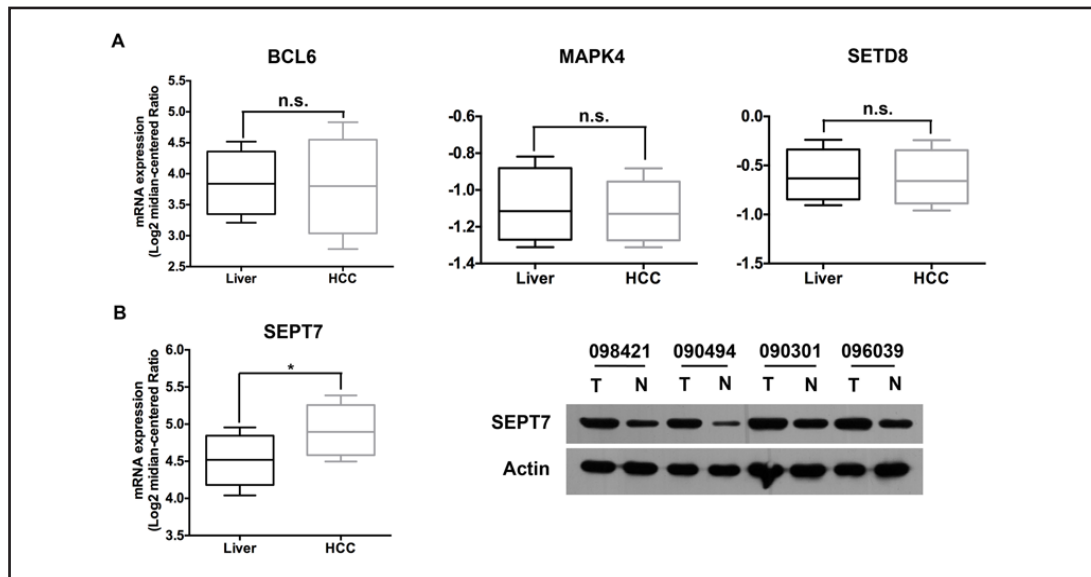 A
BCL6
mRNA expression
(Log2 midian-centered Ratio
5.5
5.0
4.5
4.0
3.5
3.0
2.5
n.s.
Liver HCC
MAPK4
-0.6
-0.8
-1.0
-1.2
-1.4
n.s.
Liver HCC
SETD8
0.0
-0.5
-1.0
-1.5
n.s.
Liver HCC
B
SEPT7
mRNA expression
(Log2 midian-centered Ratio
6.0
5.5
5.0
4.5
4.0
3.5
*
Liver HCC
098421 090494 090301 096039
T N T N T N T N
SEPT7
Actin